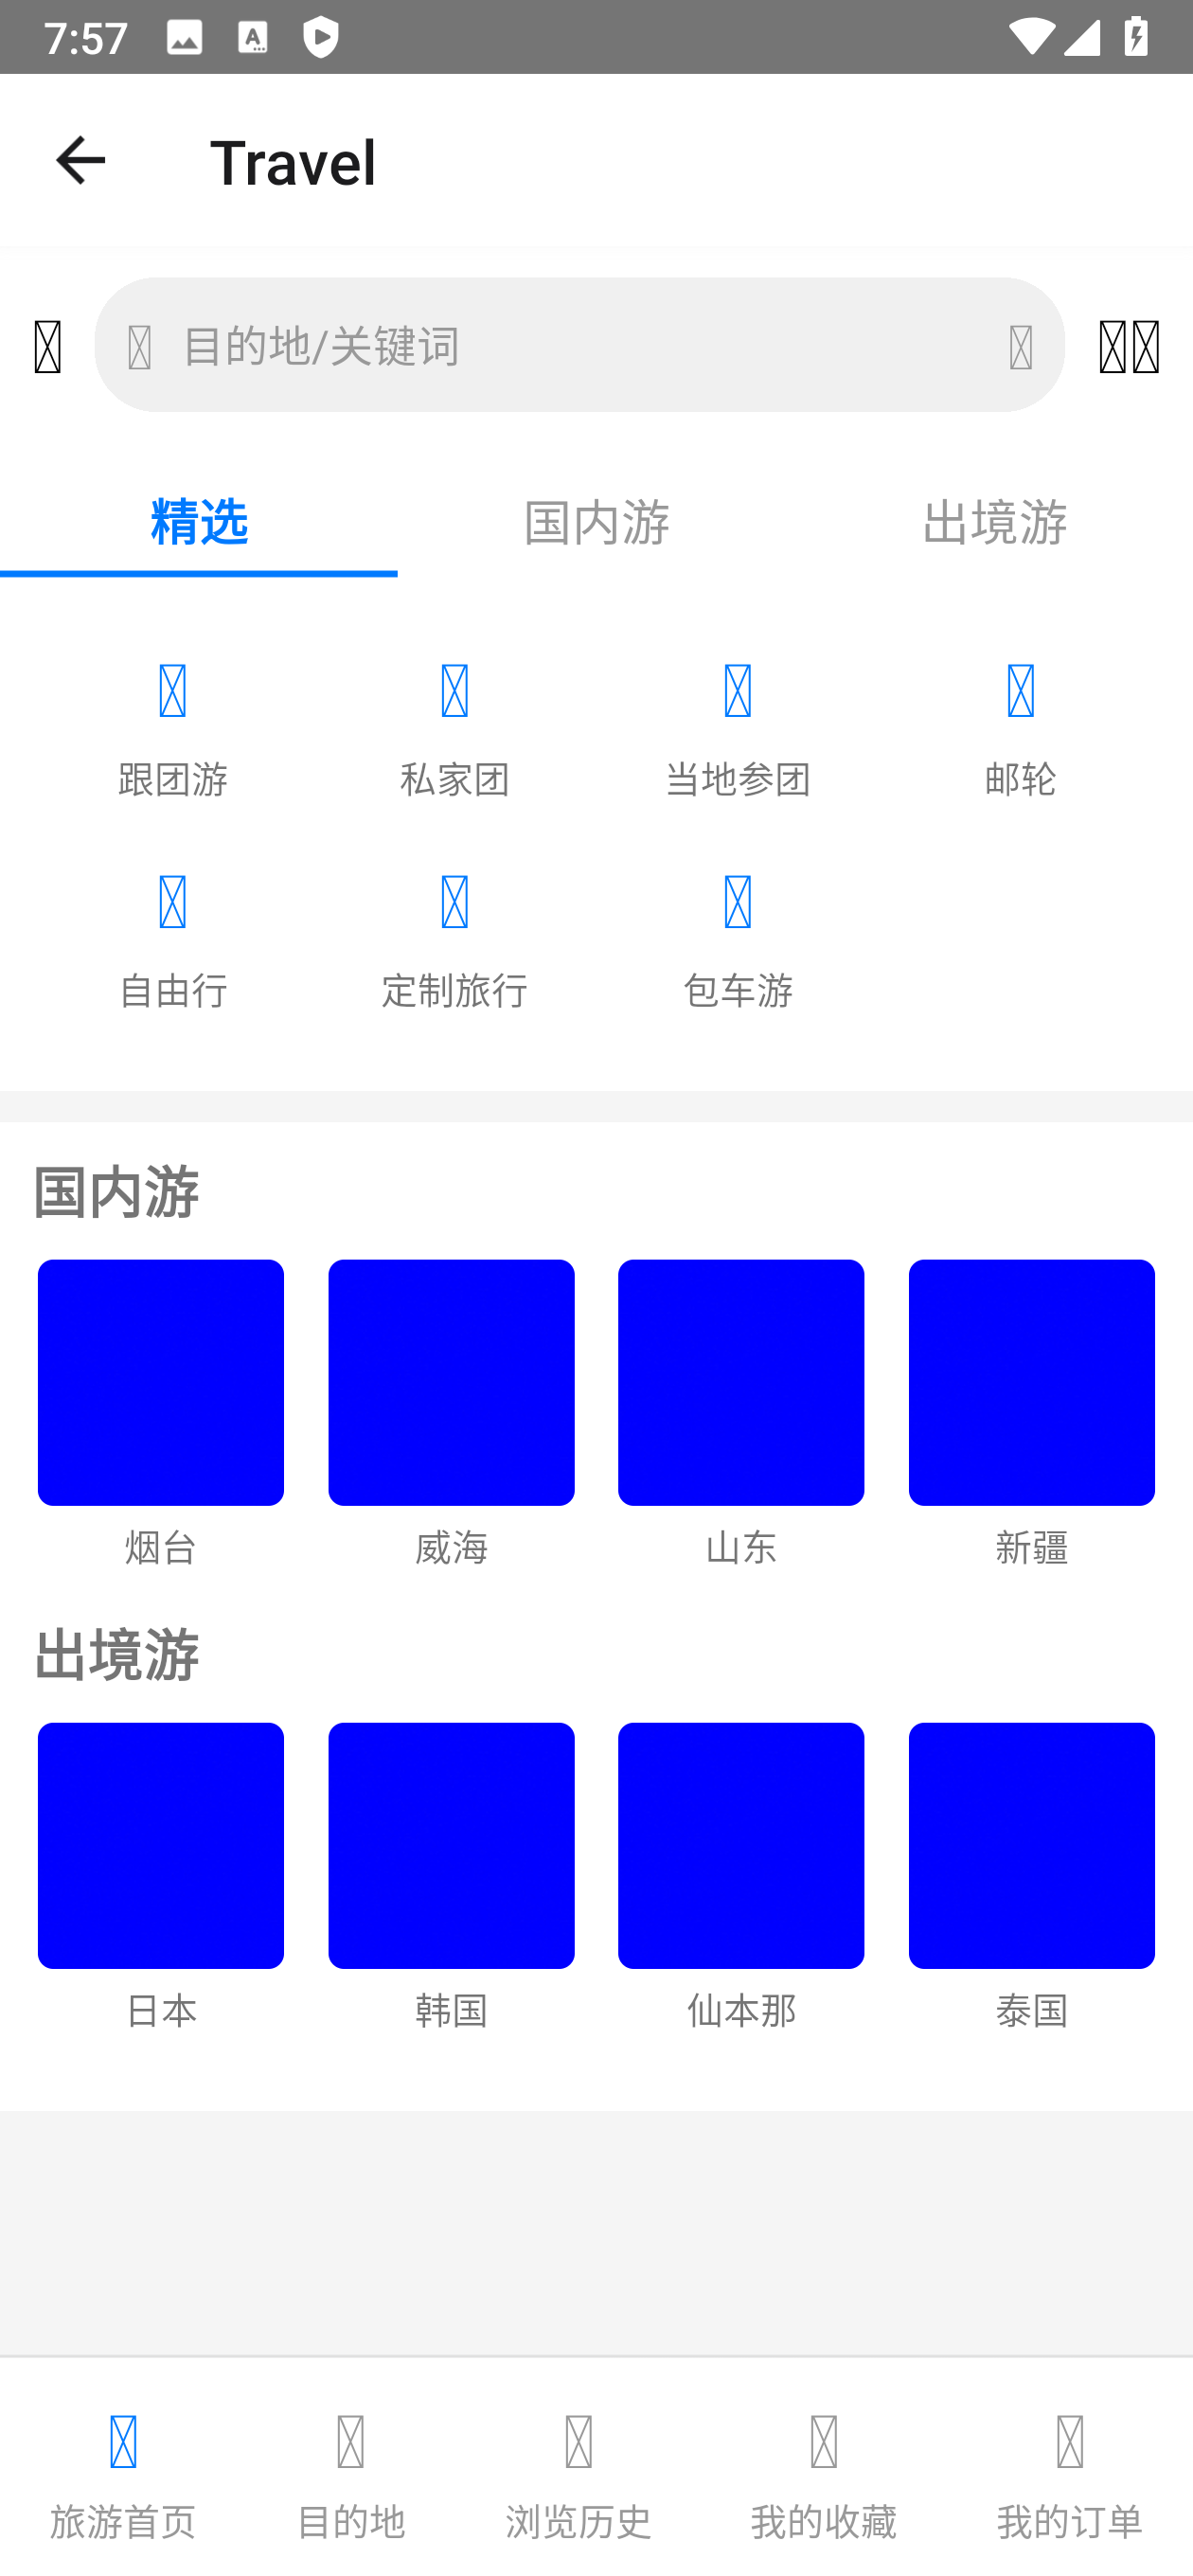 7:57
Travel
目的地/关键词
精选 国内游 出境游
跟团游 私家团 当地参团 邮轮
自由行 定制旅行 包车游
国内游
烟台 威海 山东 新疆
出境游
日本 韩国 仙本那 泰国
旅游首页 目的地 浏览历史 我的收藏 我的订单